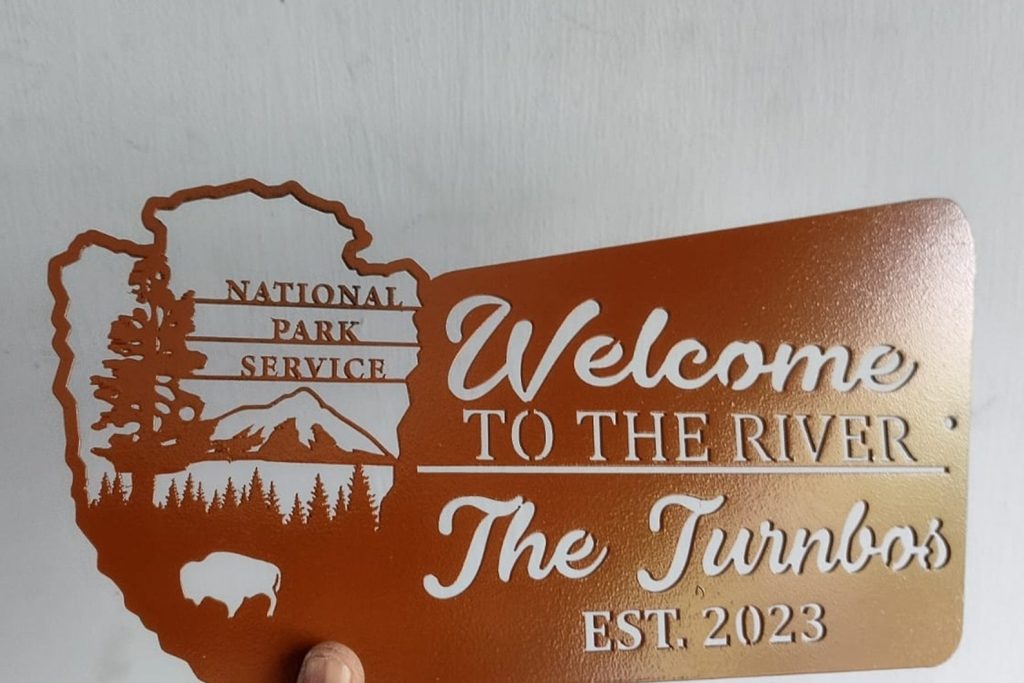 NATIONAL
PARK
SERVICE
Welcome
TO THE RIVER
The Turnbos
EST. 2023